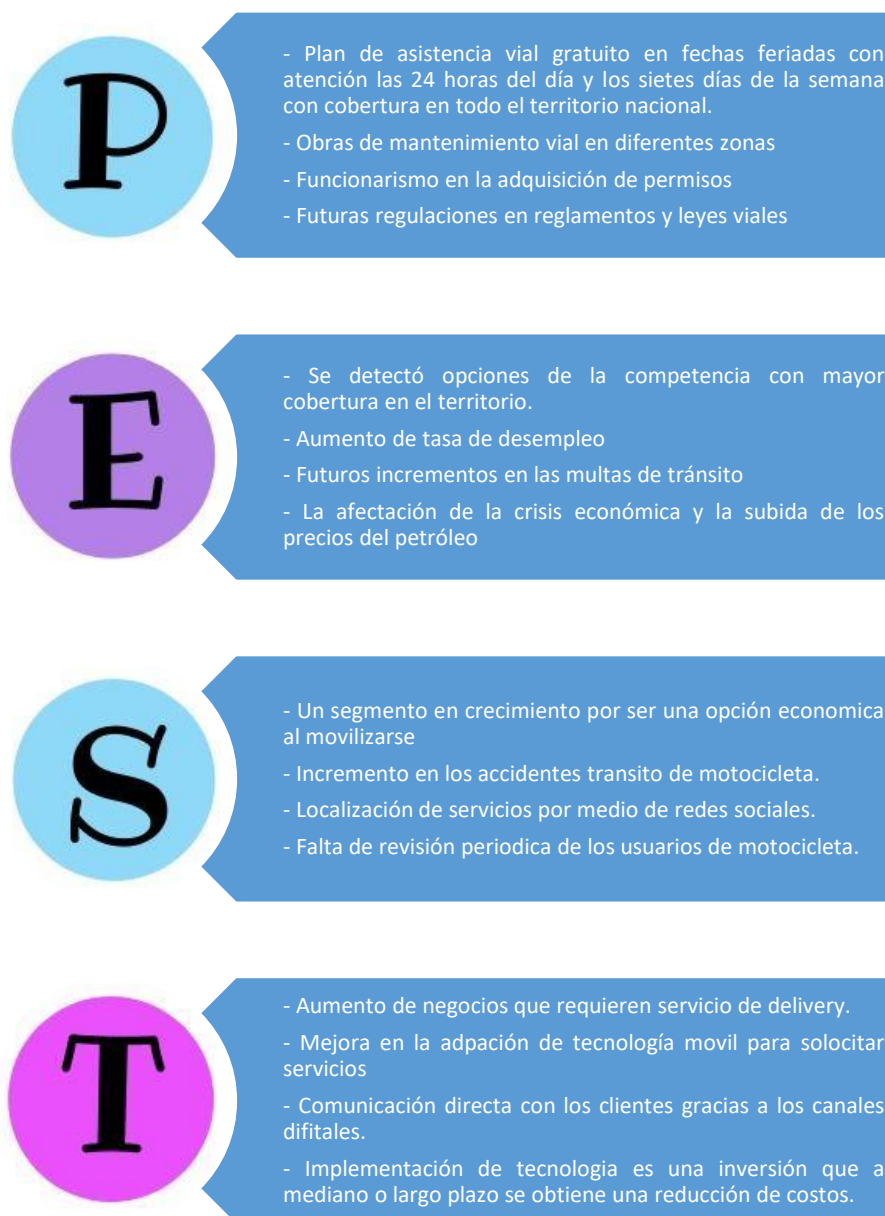 P
- Plan de asistencia vial gratuito en fechas feriadas con
atención las 24 horas del día y los sietes días de la semana
con cobertura en todo el territorio nacional.
- Obras de mantenimiento vial en diferentes zonas
- Funcionarismo en la adquisición de permisos
- Futuras regulaciones en reglamentos y leyes viales
E
- Se detectó opciones de la competencia con mayor
cobertura en el territorio.
- Aumento de tasa de desempleo
- Futuros incrementos en las multas de tránsito
- La afectación de la crisis económica y la subida de los
precios del petróleo
S
- Un segmento en crecimiento por ser una opción economica
al movilizarse
- Incremento en los accidentes transito de motocicleta.
- Localización de servicios por medio de redes sociales.
- Falta de revisión periodica de los usuarios de motocicleta.
T
- Aumento de negocios que requieren servicio de delivery.
- Mejora en la adpación de tecnología movil para solocitar
servicios
- Comunicación directa con los clientes gracias a los canales
difitales.
- Implementación de tecnologia es una inversión que a
mediano o largo plazo se obtiene una reducción de costos.